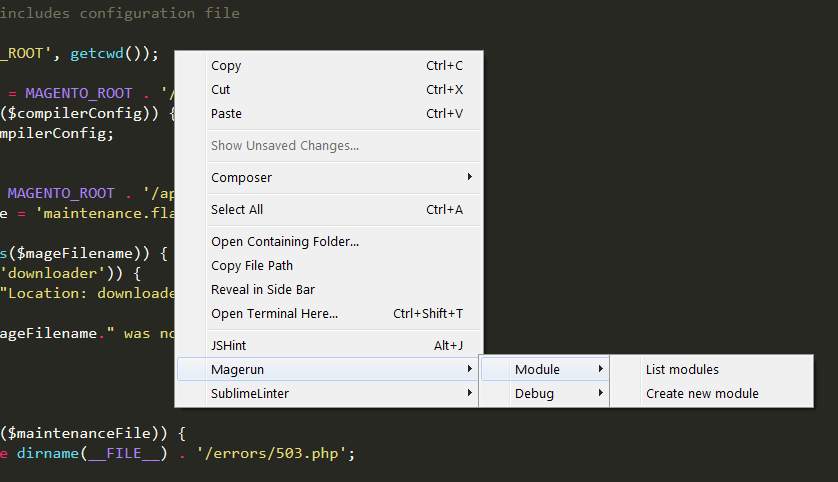 includes configuration file
_ROOT', getcwd());
= MAGENTO_ROOT . '/
($compilerConfig)) {
mpilerConfig;
MAGENTO_ROOT . '/ap
e = 'maintenance.fla
s($mageFilename)) {
'downloader')) {
"Location: downloade
ageFilename." was no
($maintenanceFile)) {
e dirname(__FILE__) . '/errors/503.php';
Copy Ctrl+C
Cut Ctrl+X
Paste Ctrl+V
Show Unsaved Changes...
Composer
Select All Ctrl+A
Open Containing Folder...
Copy File Path
Reveal in Side Bar
Open Terminal Here... Ctrl+Shift+T
JSHint Alt+J
Magerun
SublimeLinter
Module
Debug
List modules
Create new module